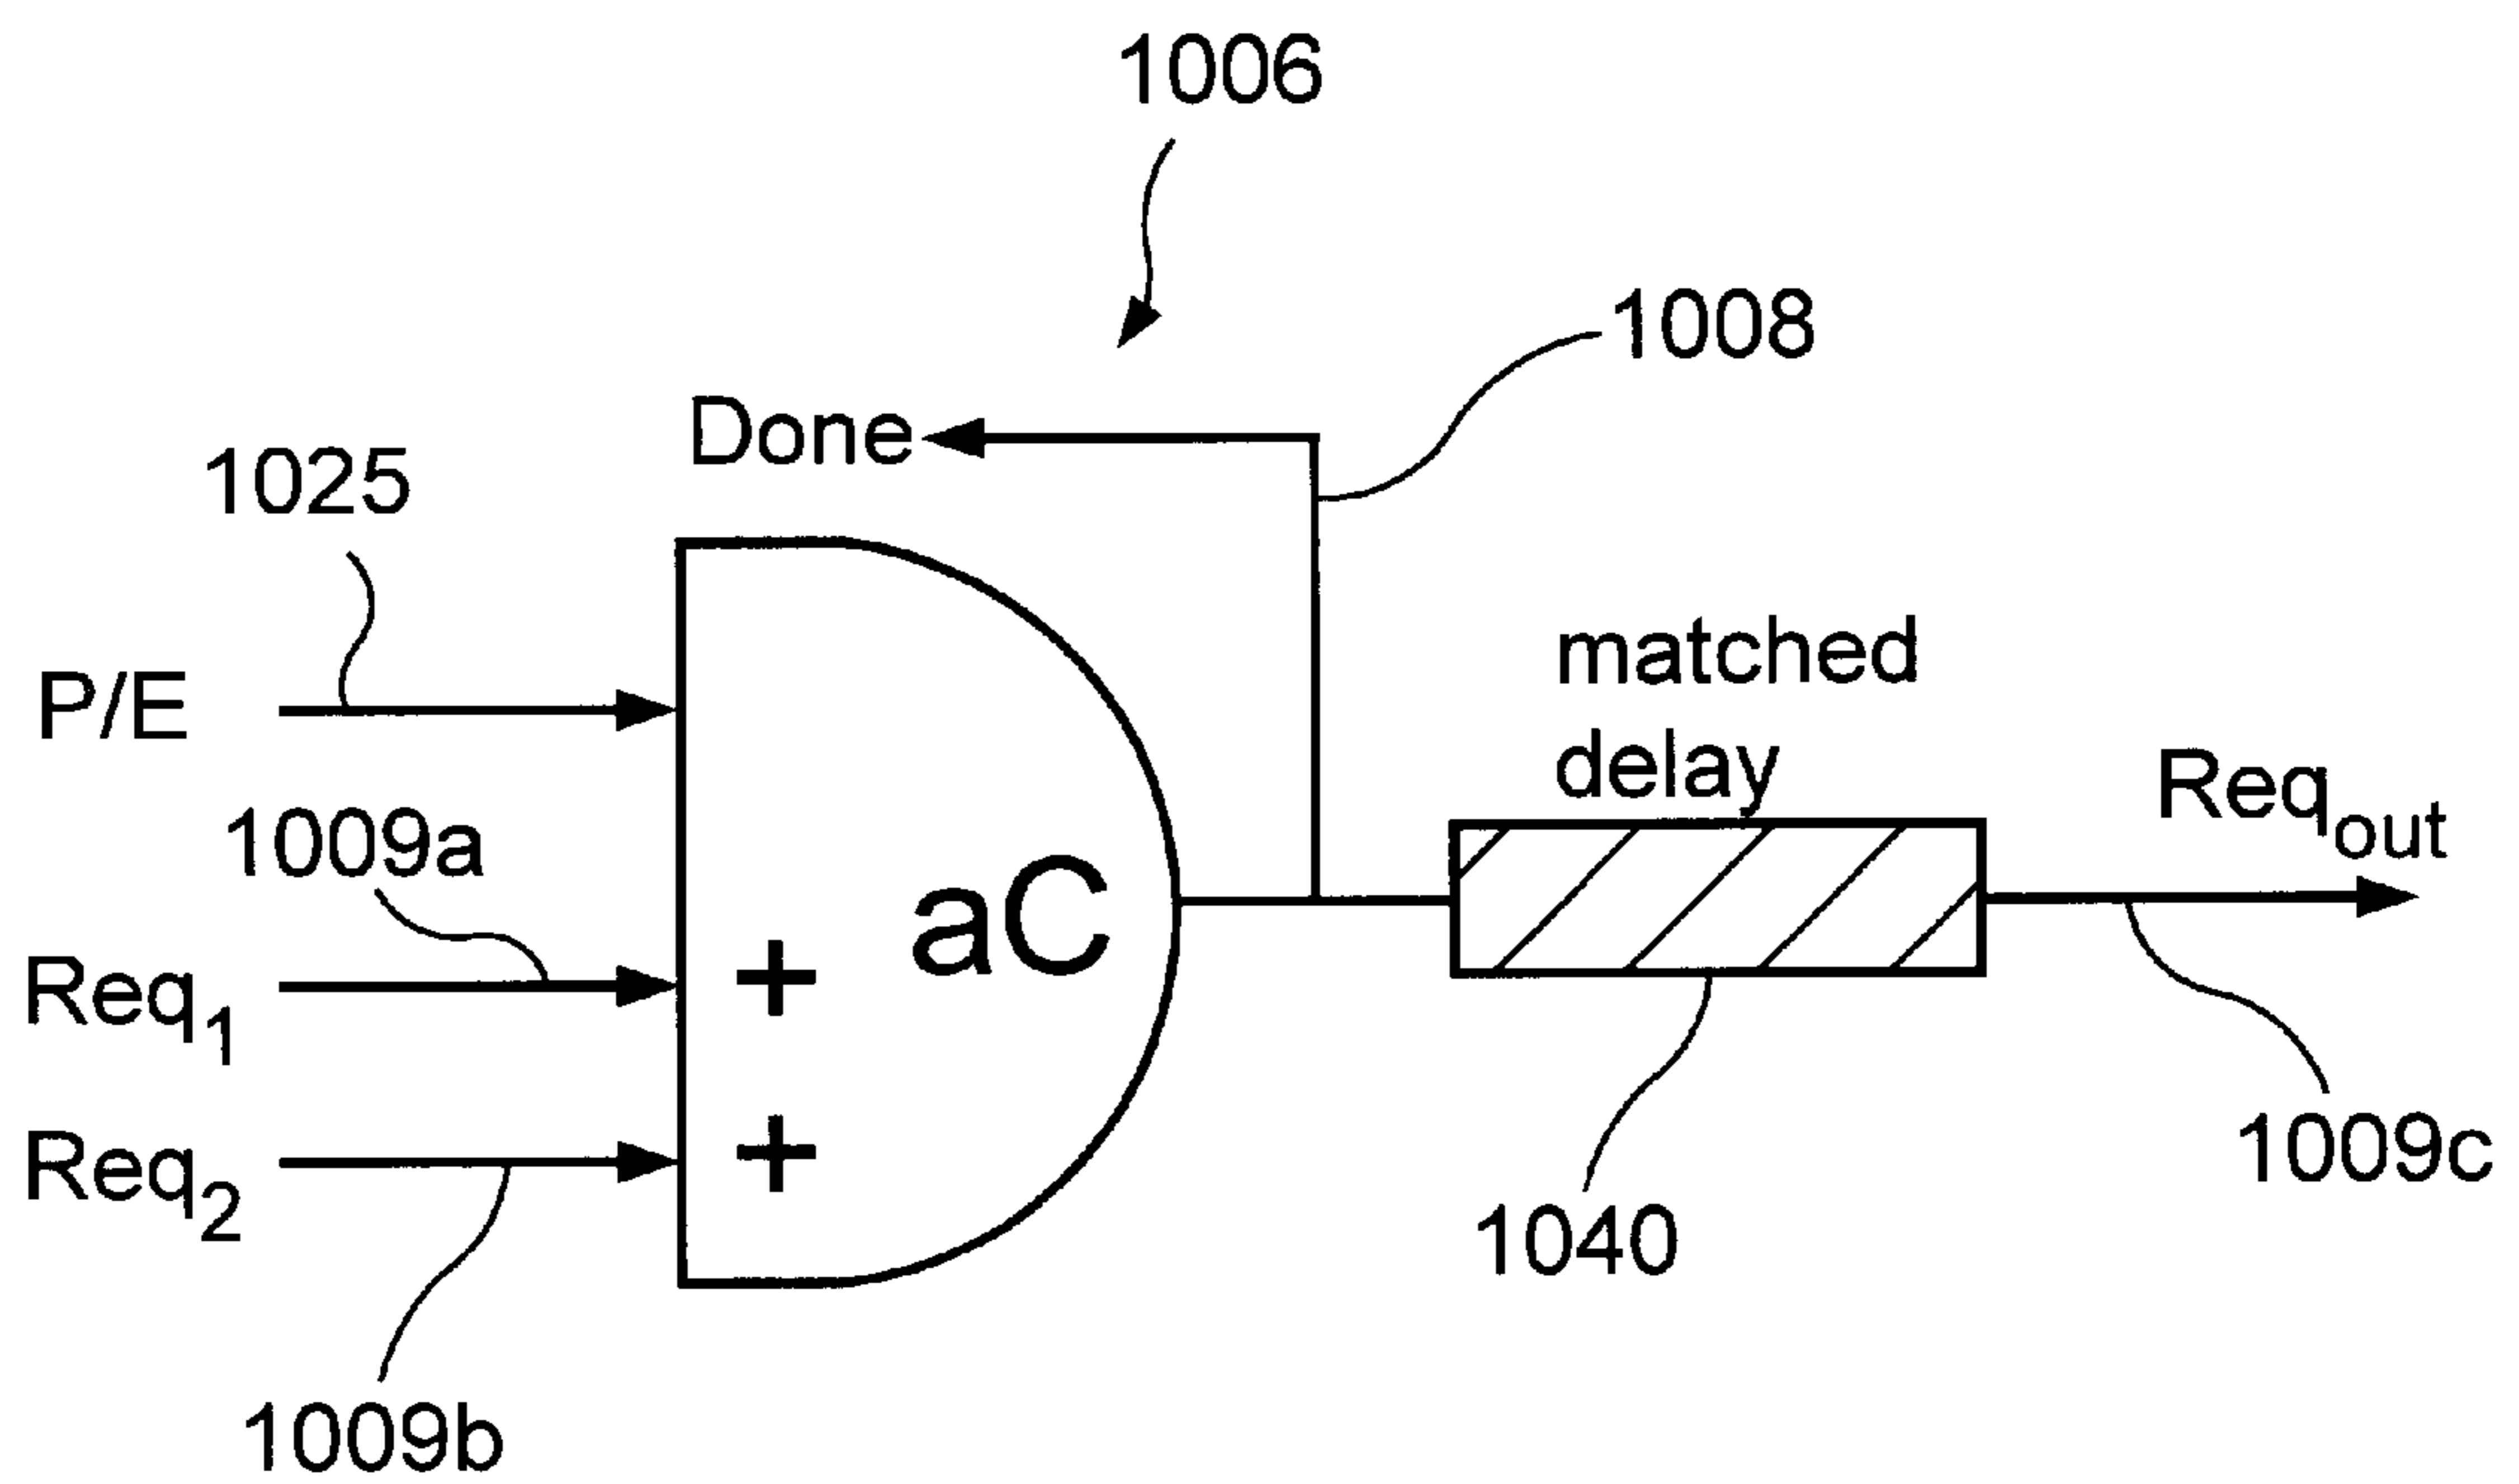 1006
1008
Done
1025
matched
delay
P/E
Req_out
1009a
aC
+
Req_1
1009c
+
Req_2
1040
1009b